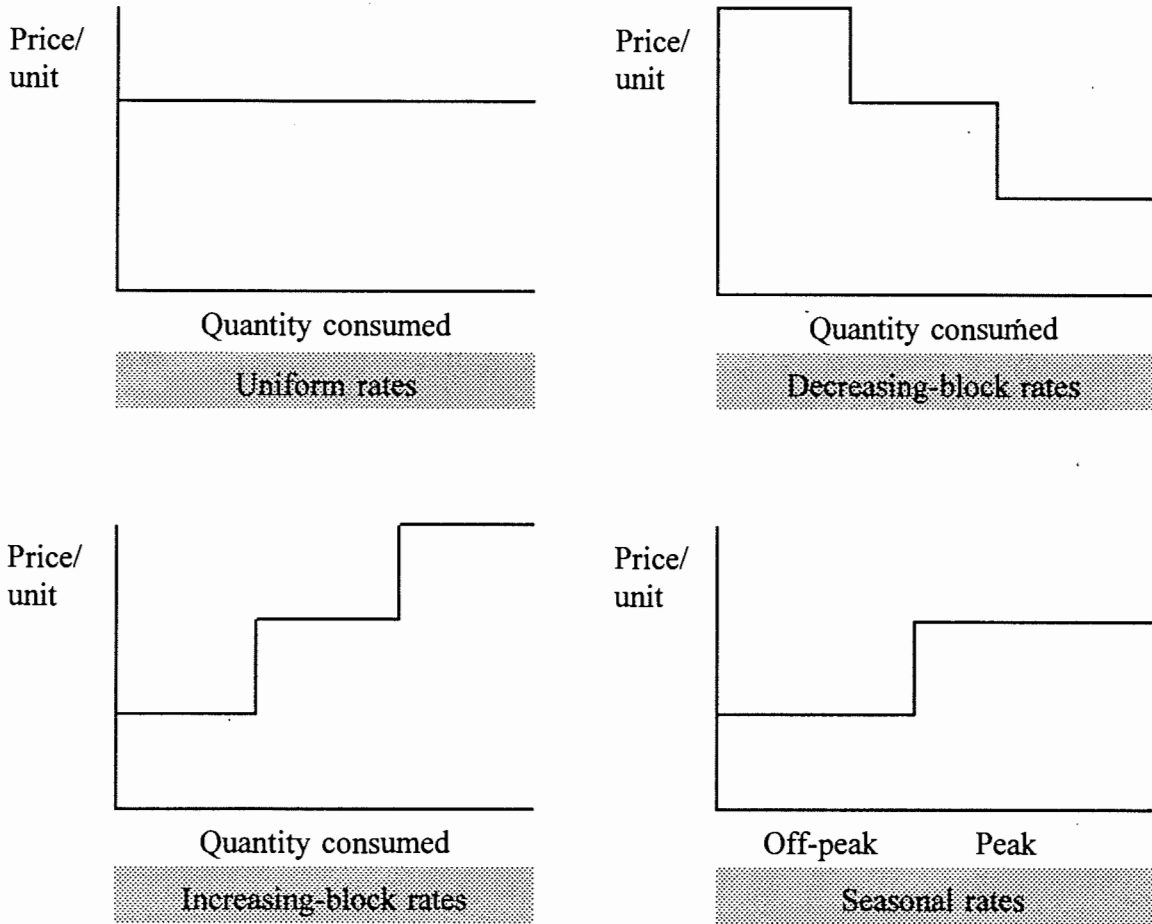 Price/
unit
Quantity consumed
Uniform rates
Price/
unit
Quantity consumed
Decreasing-block rates
Price/
unit
Quantity consumed
Increasing-block rates
Price/
unit
Off-peak Peak
Seasonal rates